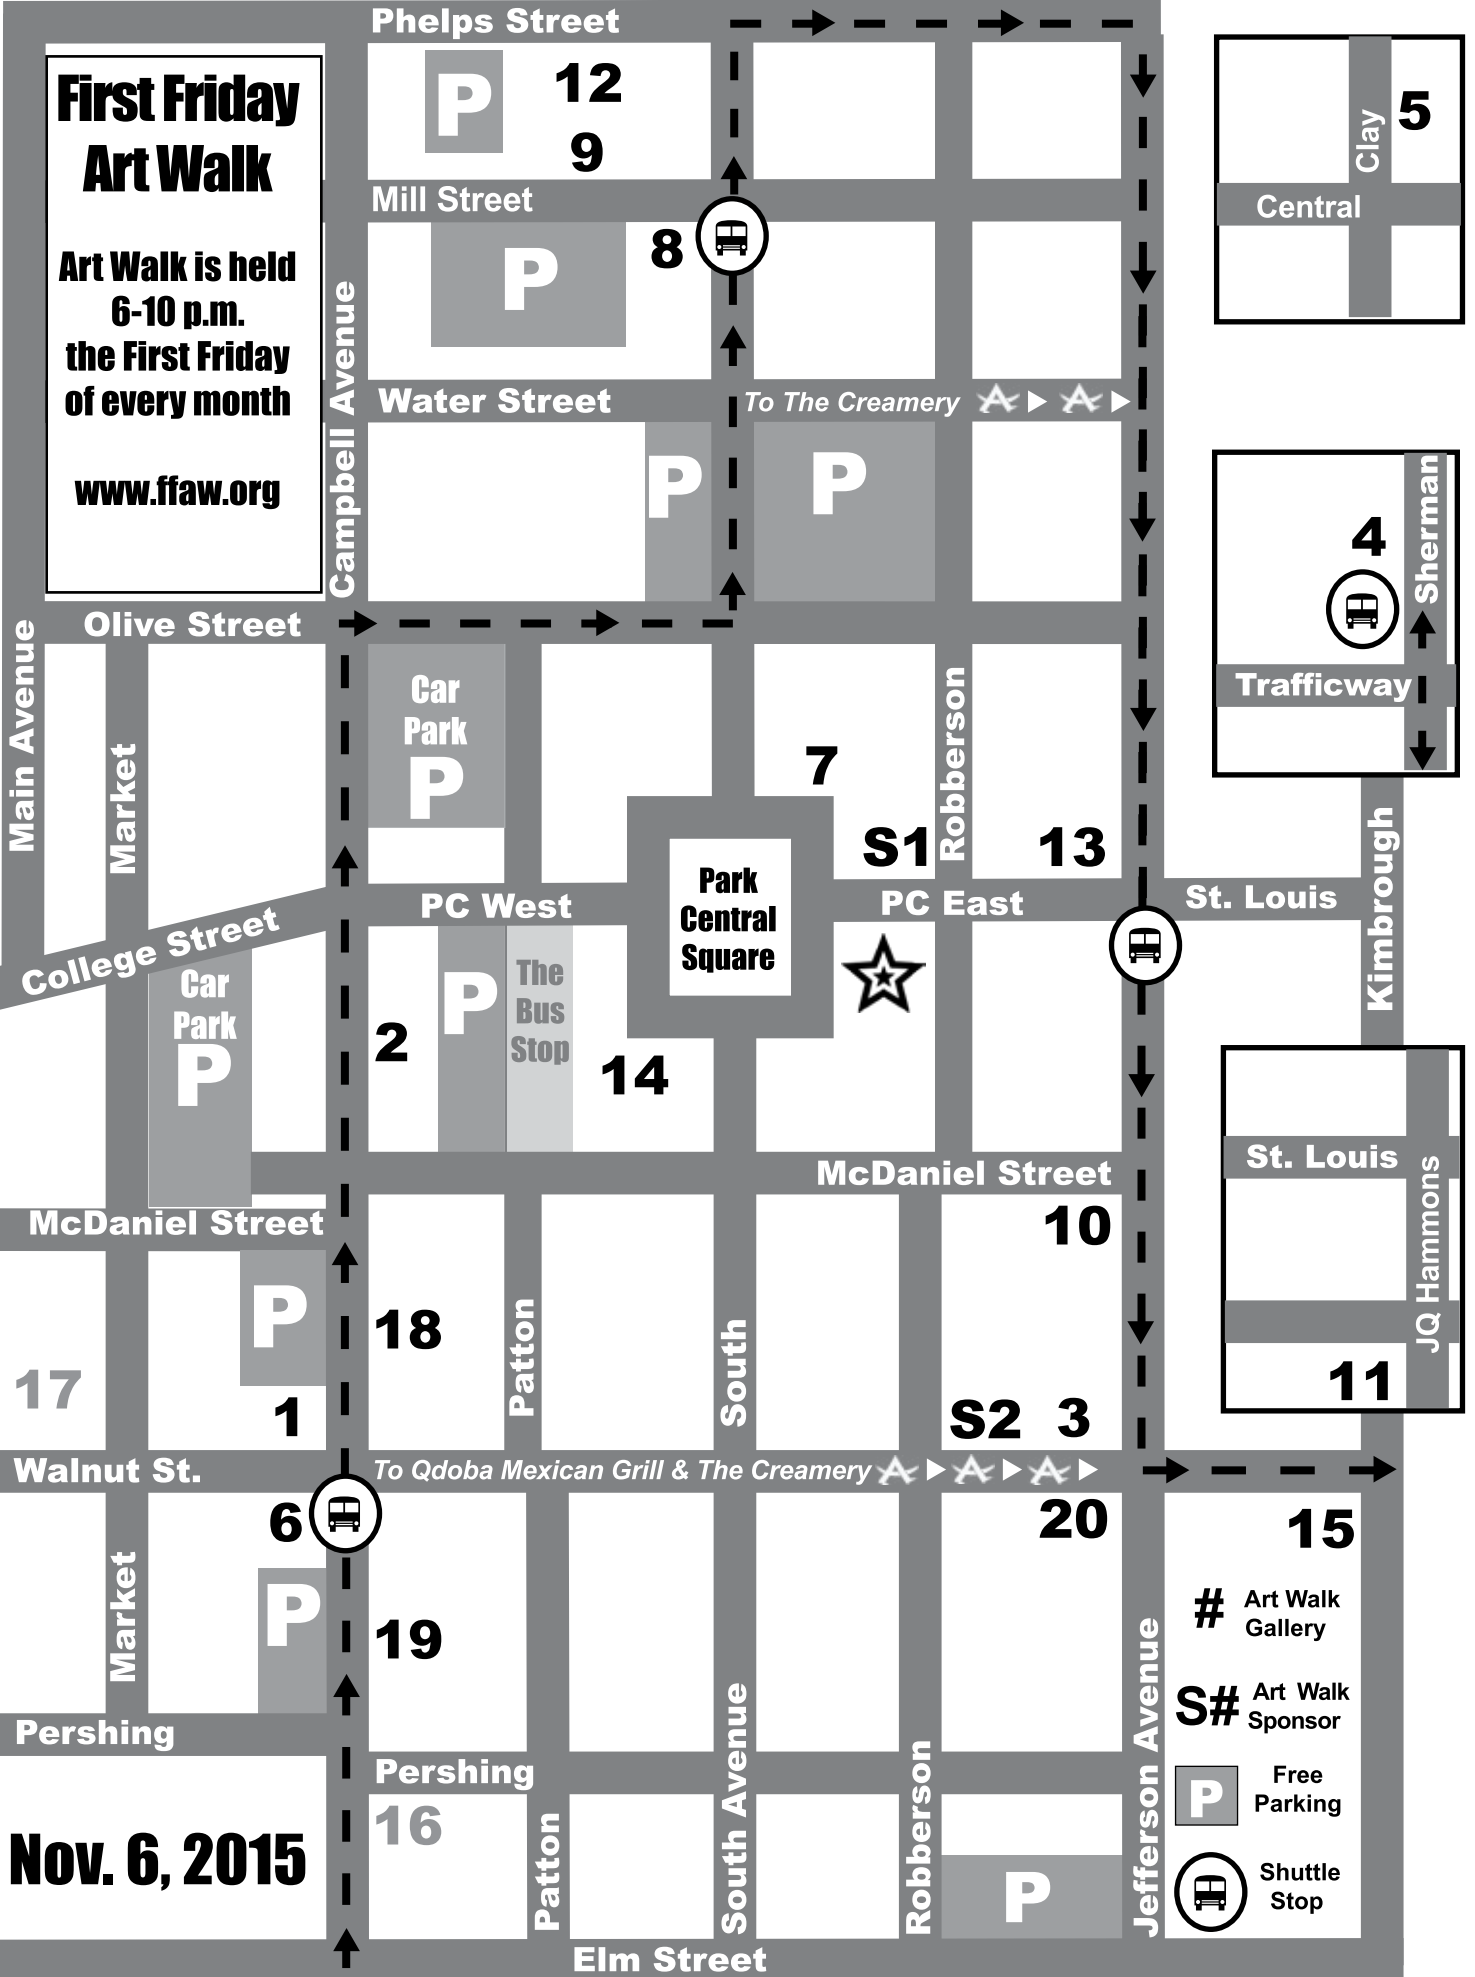 Phelps Street
First Friday
Art Walk
Art Walk is held
6-10 p.m.
the First Friday
of every month
www.ffaw.org
P
12
9
Mill Street
P
8
Campbell Avenue
Water Street
To The Creamery
P
P
Clay
5
Central
4
Sherman
Trafficway
Olive Street
Main Avenue
Market
Car
Park
P
7
S1
Robberson
13
Park
Central
Square
PC West
PC East
St. Louis
Kimbrough
College Street
Car
Park
P
2
P
The
Bus
Stop
14
McDaniel Street
McDaniel Street
10
St. Louis
JQ Hammons
11
P
18
17
1
Patton
South
S2
3
Walnut St.
To Qdoba Mexican Grill & The Creamery
6
20
15
Market
P
19
# Art Walk
Gallery
S# Art Walk
Sponsor
P Free
Parking
Shuttle
Stop
Pershing
Pershing
16
Nov. 6, 2015
Patton
South Avenue
Robberson
P
Jefferson Avenue
Elm Street